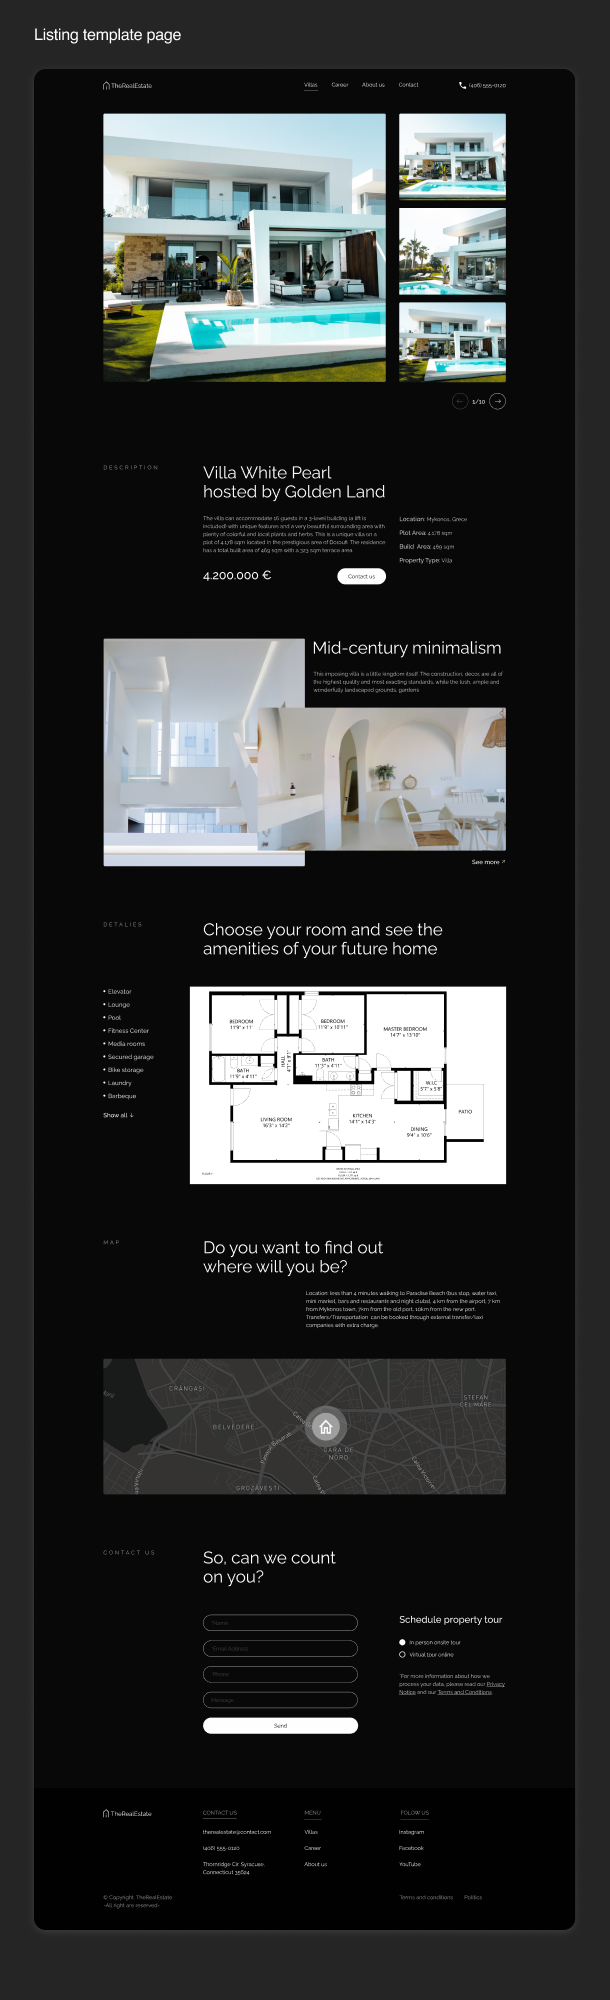 Listing template page
TheRealEstate
Villas
Career
About us
Contact
(406) 555-0120
1/10
DESCRIPTION
Villa White Pearl
hosted by Golden Land
The villa can accommodate 16 guests in a 3-level building (a lift is
included) with unique features and a very beautiful surrounding area with
plenty of colorful and local plants and herbs. This is a unique villa on a
plot of 4.178 sqm located in the prestigious area of Dorouft. The residence
has a total built area of 469 sqm with a 323 sqm terrace area.
4.200.000 €
Contact us
Location: Mykonos, Grece
Plot Area: 4.178 sqm
Build Area: 469 sqm
Property Type: Villa
Mid-century minimalism
This imposing villa is a little kingdom itself. The construction, decos are all of
the highest quality and most exacting standards, while the lush, ample and
wonderfully landscaped grounds, gardens
See more ↗
DETALIES
Choose your room and see the
amenities of your future home
• Elevator
• Lounge
• Pool
• Fitness Center
• Media rooms
• Secured garage
• Bike storage
• Laundry
• Barbeque
Show all ↓
BEDROOM
11'9" x 11'
BEDROOM
11'9" x 10'11"
MASTER BEDROOM
14'7" x 13'10"
HALL
BATH
11'9" x 4'11"
BATH
11'3" x 4'11"
W.I.C
5'7" x 5'8"
LIVING ROOM
16'3" x 14'2"
KITCHEN
14'1" x 14'3"
DINING
9'4" x 10'6"
PATIO
MAP
Do you want to find out
where will you be?
Location: less than 4 minutes walking to Paradise Beach (bus stop, water taxi,
mini market, bars and restaurants and night clubs), 4 km from the airport, 7 km
from Mykonos town, 7km from the old port, 10km from the new port.
Transfers/Transportation can be booked through external transfer/taxi
companies with extra charge.
CRÂNGAȘI
BELVEDERE
ȘTEFAN
CEL MARE
GARA DE
NORD
GROZĂVEȘTI
CONTACT US
So, can we count
on you?
*Name
*Email Address
*Phone
Message
Send
Schedule property tour
In person onsite tour
Virtual tour online
*For more information about how we
process your data, please read our Privacy
Notice and our Terms and Conditions
TheRealEstate
CONTACT US
therealestate@contact.com
(406) 555-0120
Thornridge Cir. Syracuse,
Connecticut 35624
MENU
Villas
Career
About us
FOLOW US
Instagram
Facebook
YouTube
© Copyright. TheRealEstate
-All right are reserved-
Terms and conditions
Politics